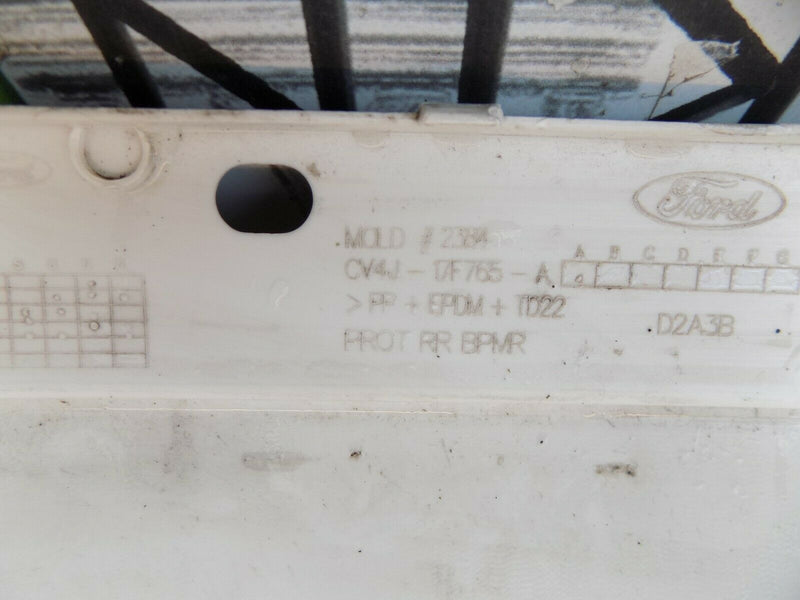 Ford
MOLD # 2384
A B C D E F G
CV4J - 17F765 - A
> PP + EPDM + TD22
D2A3B
PROT RR BPMR